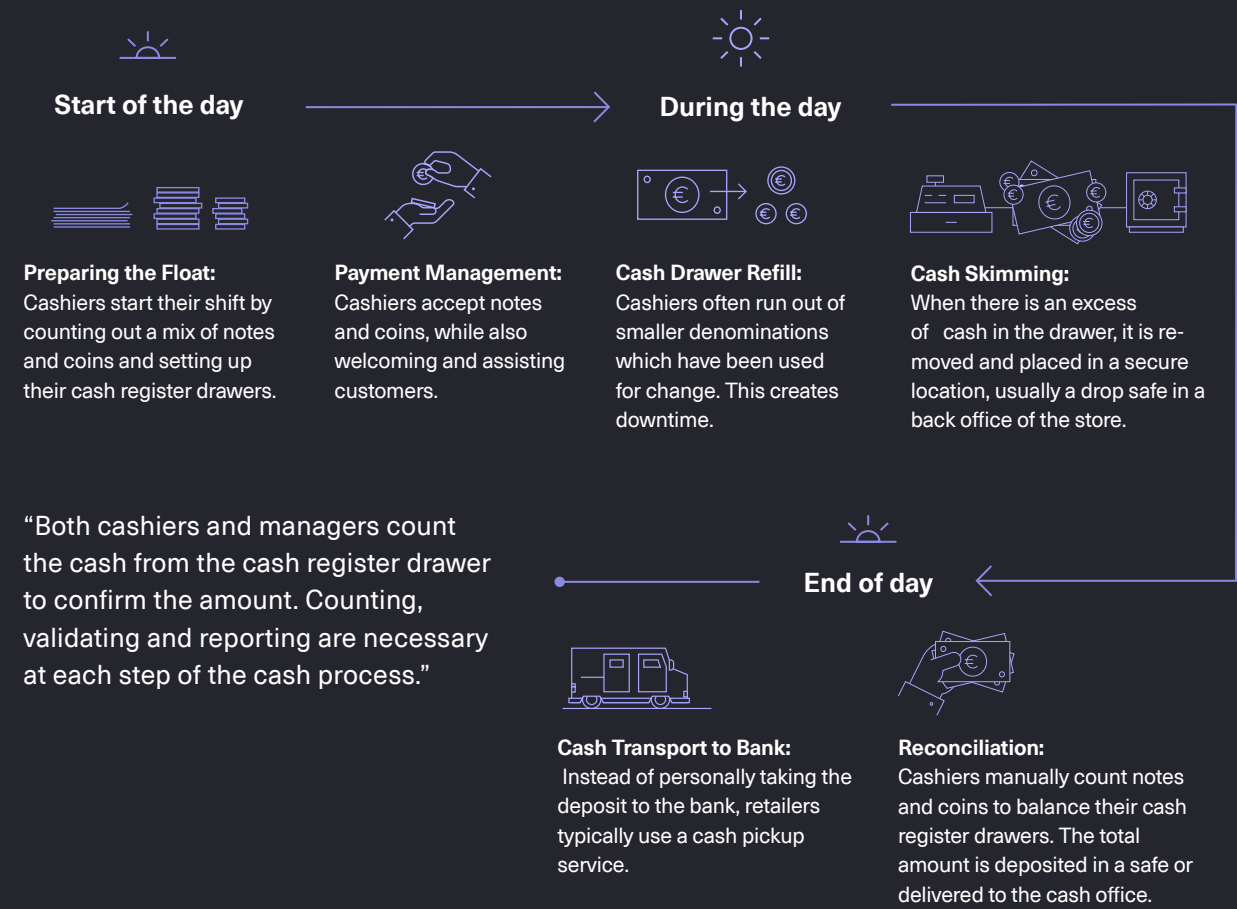 Start of the day
During the day
Preparing the Float:
Cashiers start their shift by
counting out a mix of notes
and coins and setting up
their cash register drawers.
Payment Management:
Cashiers accept notes
and coins, while also
welcoming and assisting
customers.
Cash Drawer Refill:
Cashiers often run out of
smaller denominations
which have been used
for change. This creates
downtime.
Cash Skimming:
When there is an excess
of cash in the drawer, it is re-
moved and placed in a secure
location, usually a drop safe in a
back office of the store.
“Both cashiers and managers count
the cash from the cash register drawer
to confirm the amount. Counting,
validating and reporting are necessary
at each step of the cash process.”
End of day
Cash Transport to Bank:
Instead of personally taking the
deposit to the bank, retailers
typically use a cash pickup
service.
Reconciliation:
Cashiers manually count notes
and coins to balance their cash
register drawers. The total
amount is deposited in a safe or
delivered to the cash office.